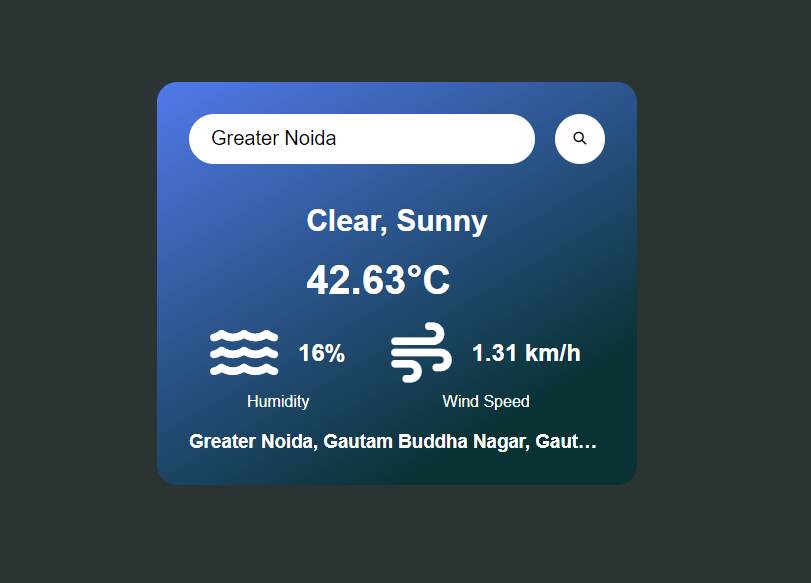 Greater Noida
Clear, Sunny
42.63°C
16% 1.31 km/h
Humidity Wind Speed
Greater Noida, Gautam Buddha Nagar, Gaut…